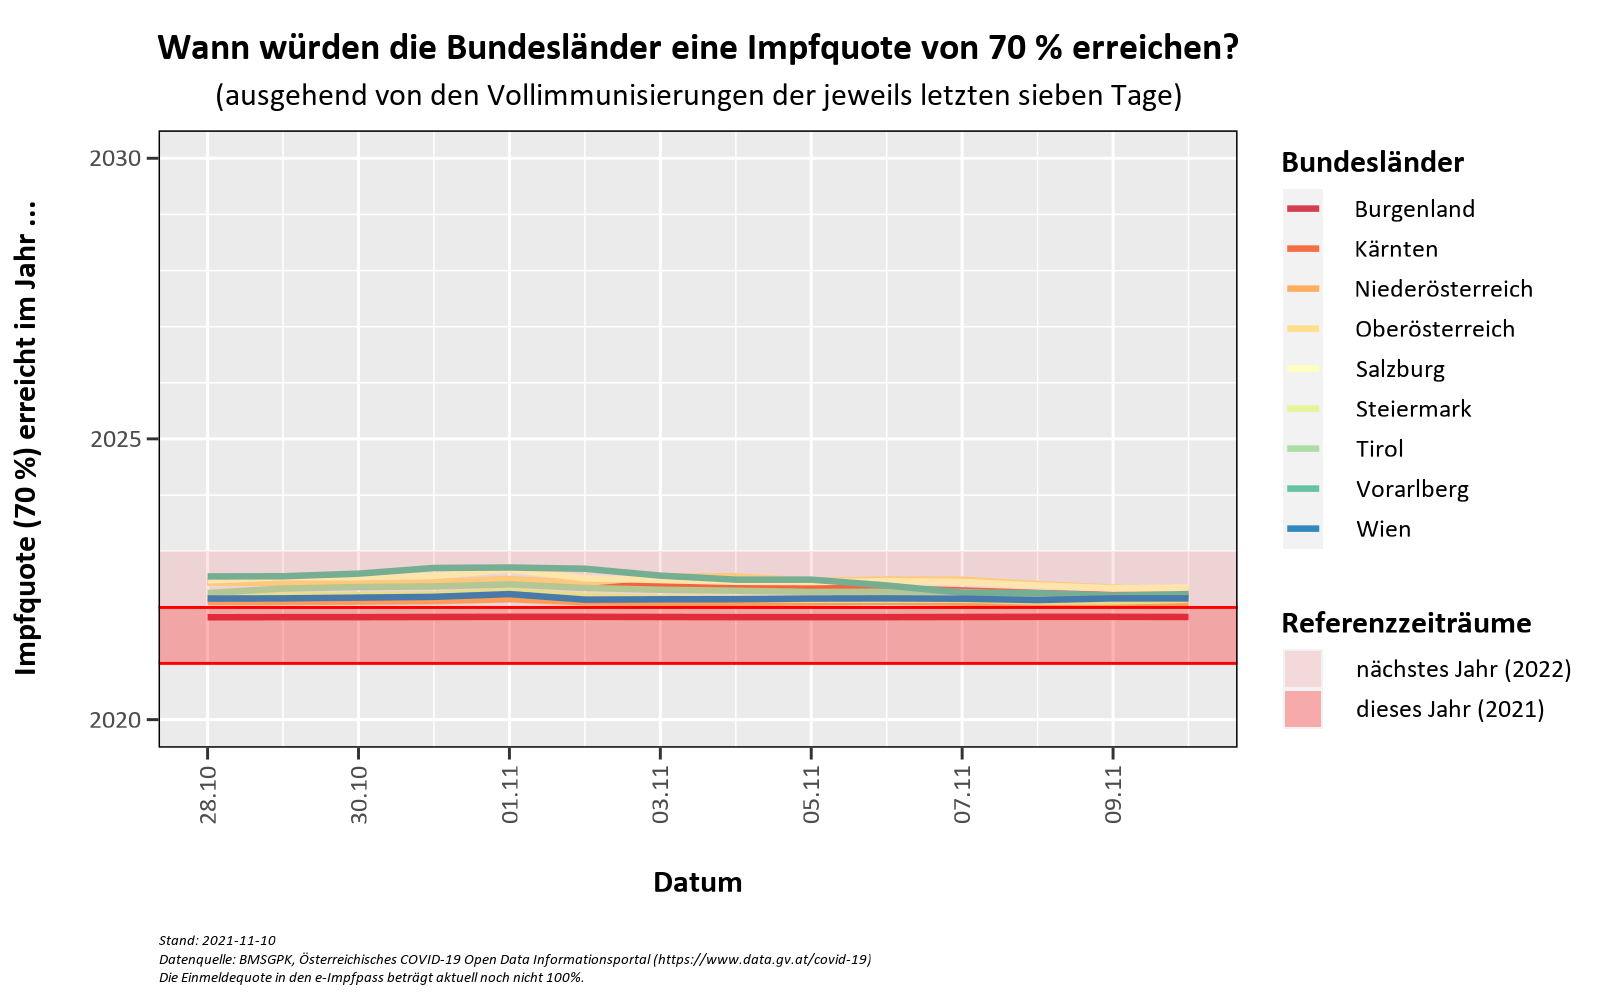 Wann würden die Bundesländer eine Impfquote von 70 % erreichen?
(ausgehend von den Vollimmunisierungen der jeweils letzten sieben Tage)
Impfquote (70 %) erreicht im Jahr ...
2030
2025
2020
28.10
30.10
01.11
03.11
05.11
07.11
09.11
Datum
Bundesländer
Burgenland
Kärnten
Niederösterreich
Oberösterreich
Salzburg
Steiermark
Tirol
Vorarlberg
Wien
Referenzzeiträume
nächstes Jahr (2022)
dieses Jahr (2021)
Stand: 2021-11-10
Datenquelle: BMSGPK, Österreichisches COVID-19 Open Data Informationsportal (https://www.data.gv.at/covid-19)
Die Einmeldequote in den e-Impfpass beträgt aktuell noch nicht 100%.